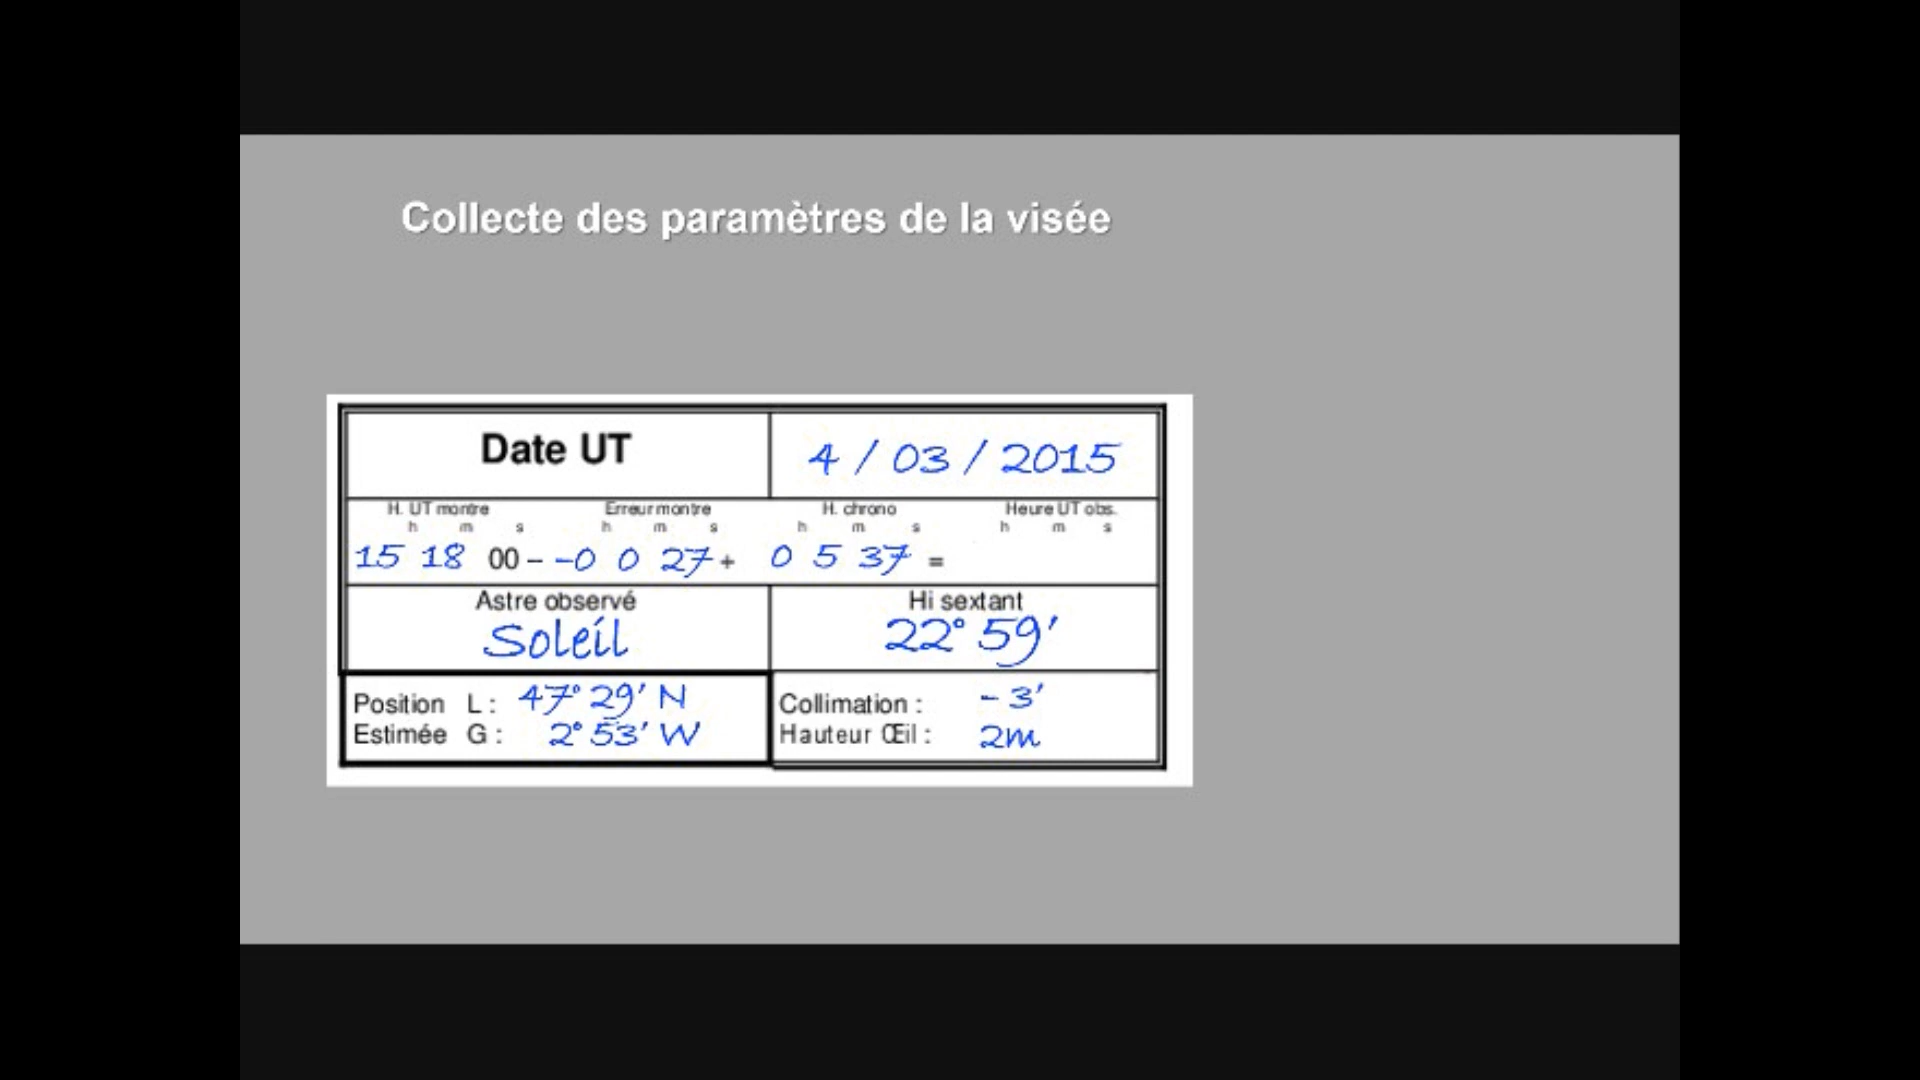 Collecte des paramètres de la visée
Date UT 4 / 03 / 2015
H. UT montre Erreur montre H. chrono Heure UT obs.
h m s h m s h m s h m s
15 18 00 - -0 0 27 + 0 5 37 =
Astre observé Hi sextant
Soleil 22° 59'
Position L : 47° 29' N Collimation : - 3'
Estimée G : 2° 53' W Hauteur Œil : 2m